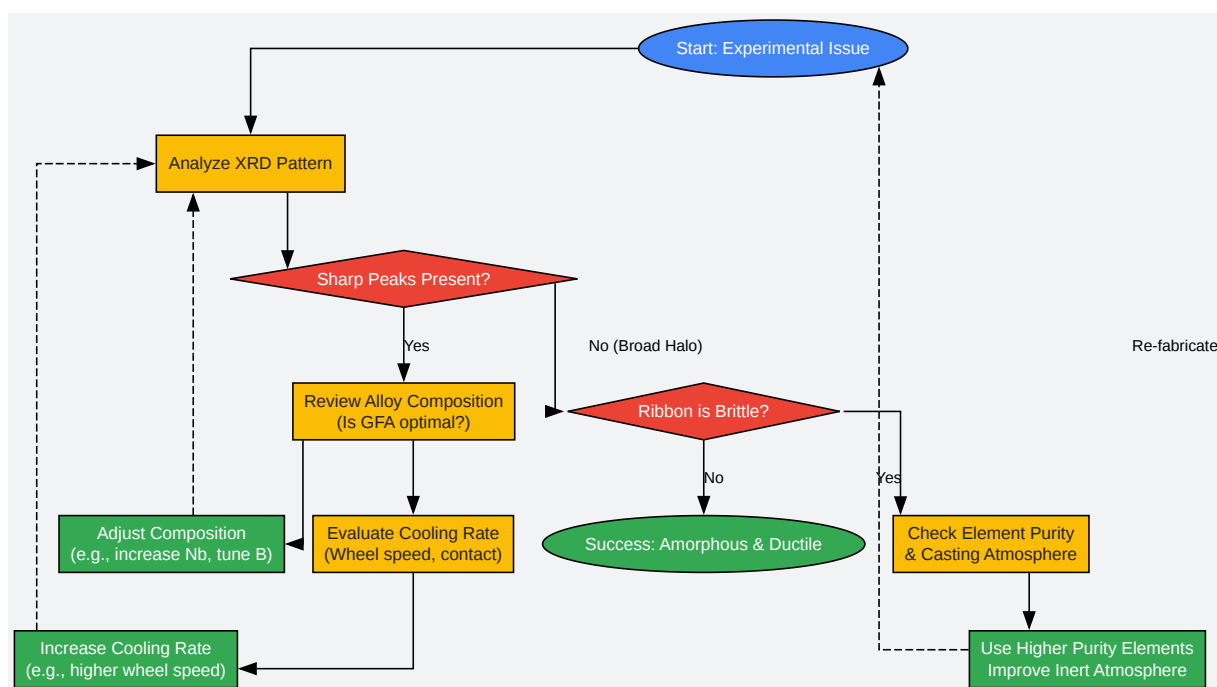 Start: Experimental Issue
Analyze XRD Pattern
Sharp Peaks Present?
Yes
No (Broad Halo)
Re-fabricate
Review Alloy Composition
(Is GFA optimal?)
Ribbon is Brittle?
No
Yes
Adjust Composition
(e.g., increase Nb, tune B)
Evaluate Cooling Rate
(Wheel speed, contact)
Success: Amorphous & Ductile
Check Element Purity
& Casting Atmosphere
Increase Cooling Rate
(e.g., higher wheel speed)
Use Higher Purity Elements
Improve Inert Atmosphere